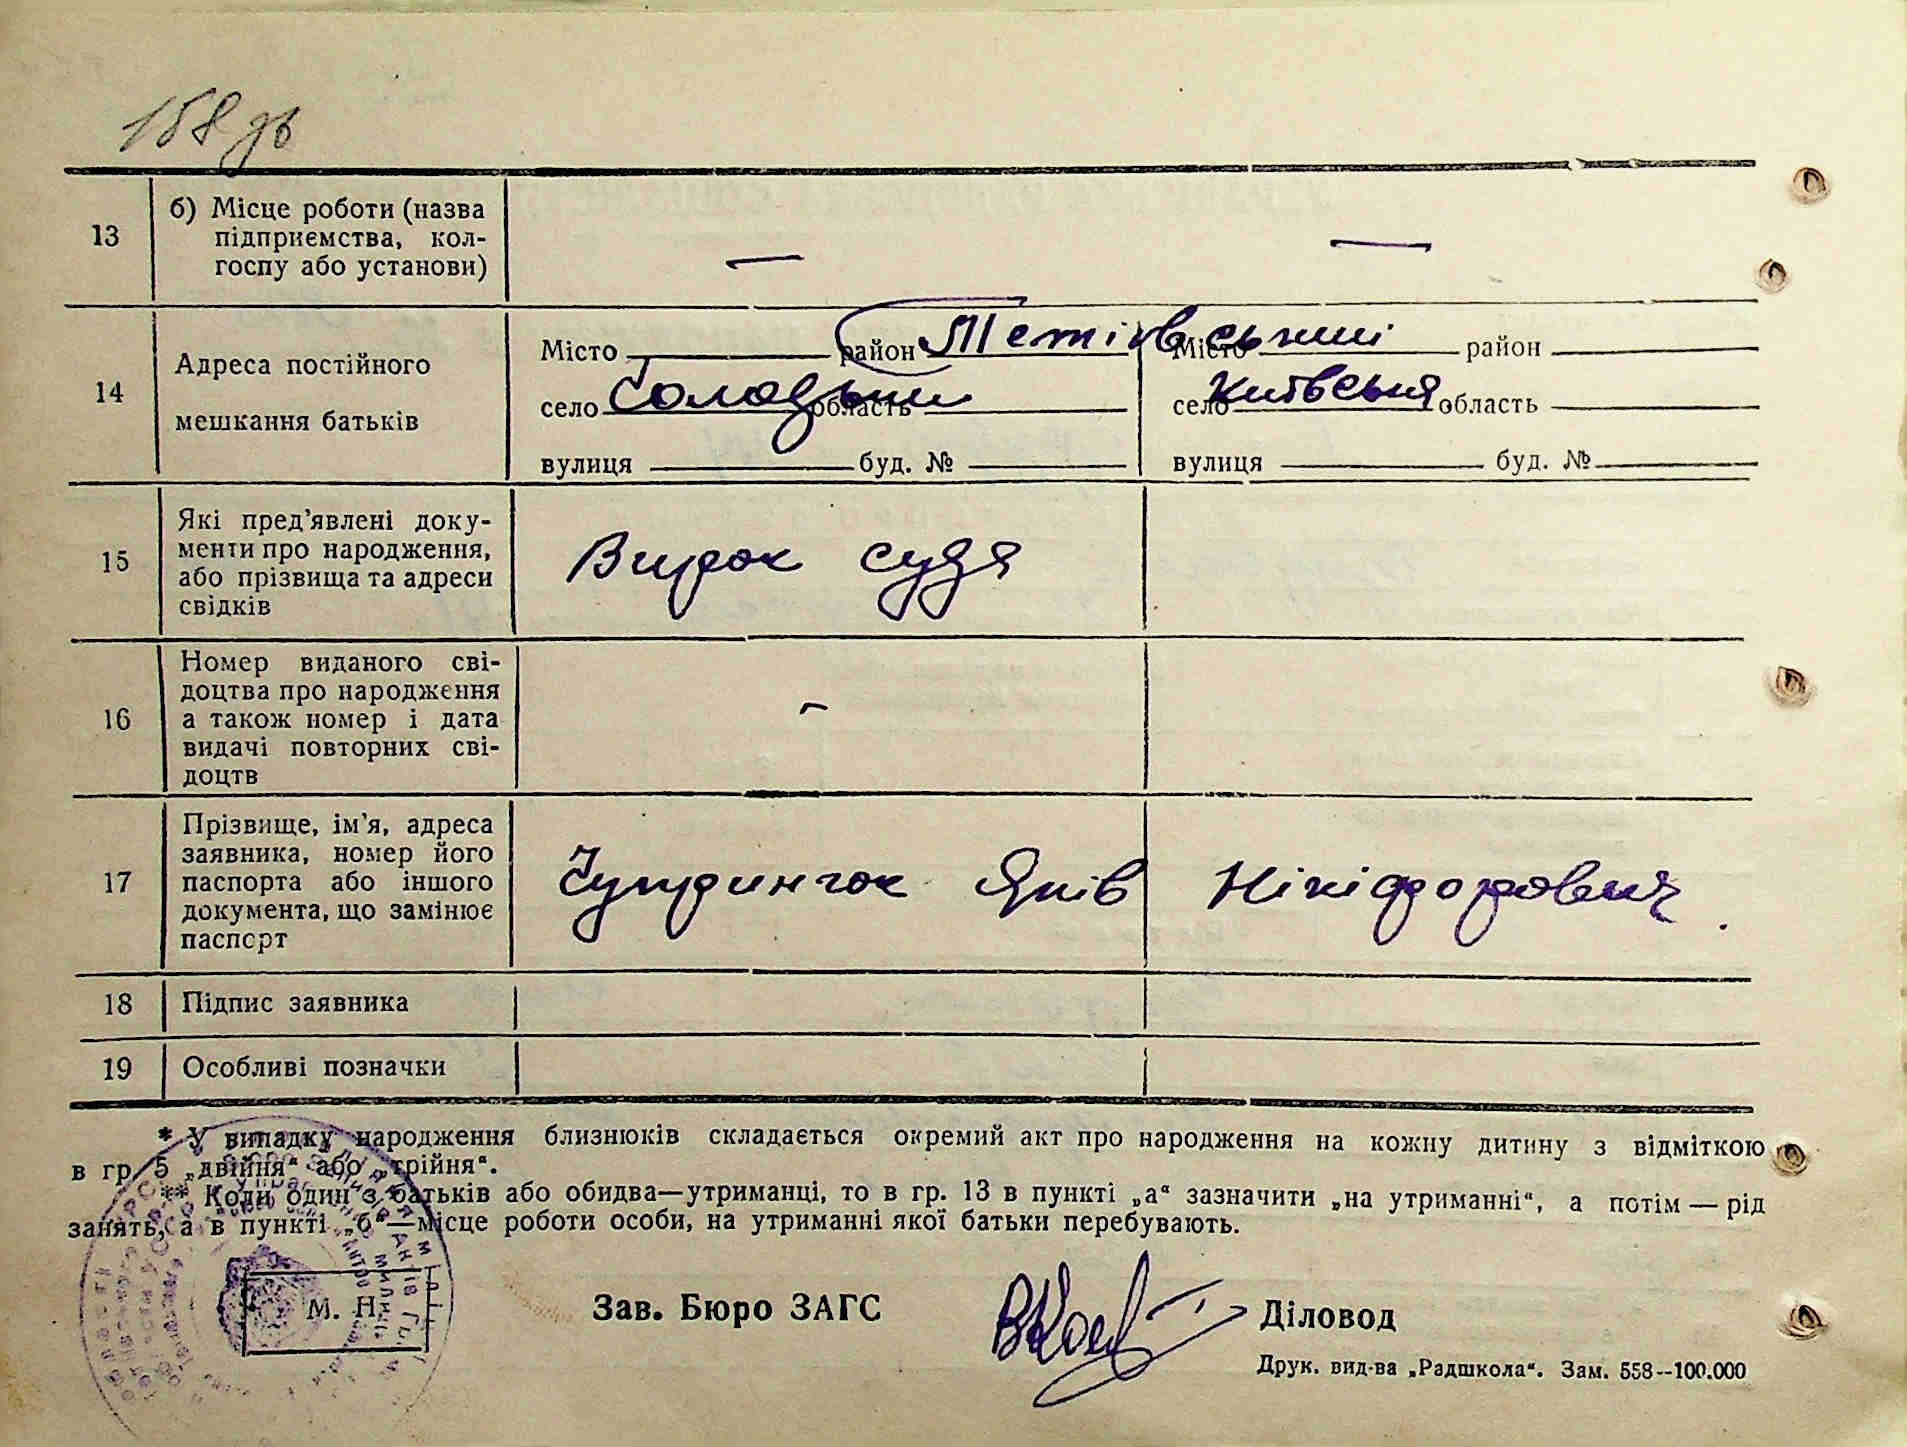 158 зв
13
б) Місце роботи (назва
підприємства, кол-
госпу або установи)
—
—
14
Адреса постійного
мешкання батьків
Місто район Тетіївський Місто район
село Солодьки область село Київська область
вулиця буд. № вулиця буд. №
15
Які пред'явлені доку-
менти про народження,
або прізвища та адреси
свідків
Вирок суда
16
Номер виданого сві-
доцтва про народження
а також номер і дата
видачі повторних сві-
доцтв
–
17
Прізвище, ім'я, адреса
заявника, номер його
паспорта або іншого
документа, що замінює
паспорт
Яків Нікіфорович.
18
Підпис заявника
19
Особливі позначки
* У випадку народження близнюків складається окремий акт про народження на кожну дитину з відміткою
в гр. 5 „двійня“ або „трійня“.
** Коли один з батьків або обидва—утриманці, то в гр. 13 в пункті „а“ зазначити „на утриманні“, а потім — рід
занять, а в пункті „б“—місце роботи особи, на утриманні якої батьки перебувають.
М. П.
Зав. Бюро ЗАГС
Діловод
Друк. вид-ва „Радшкола“. Зам. 558--100.000